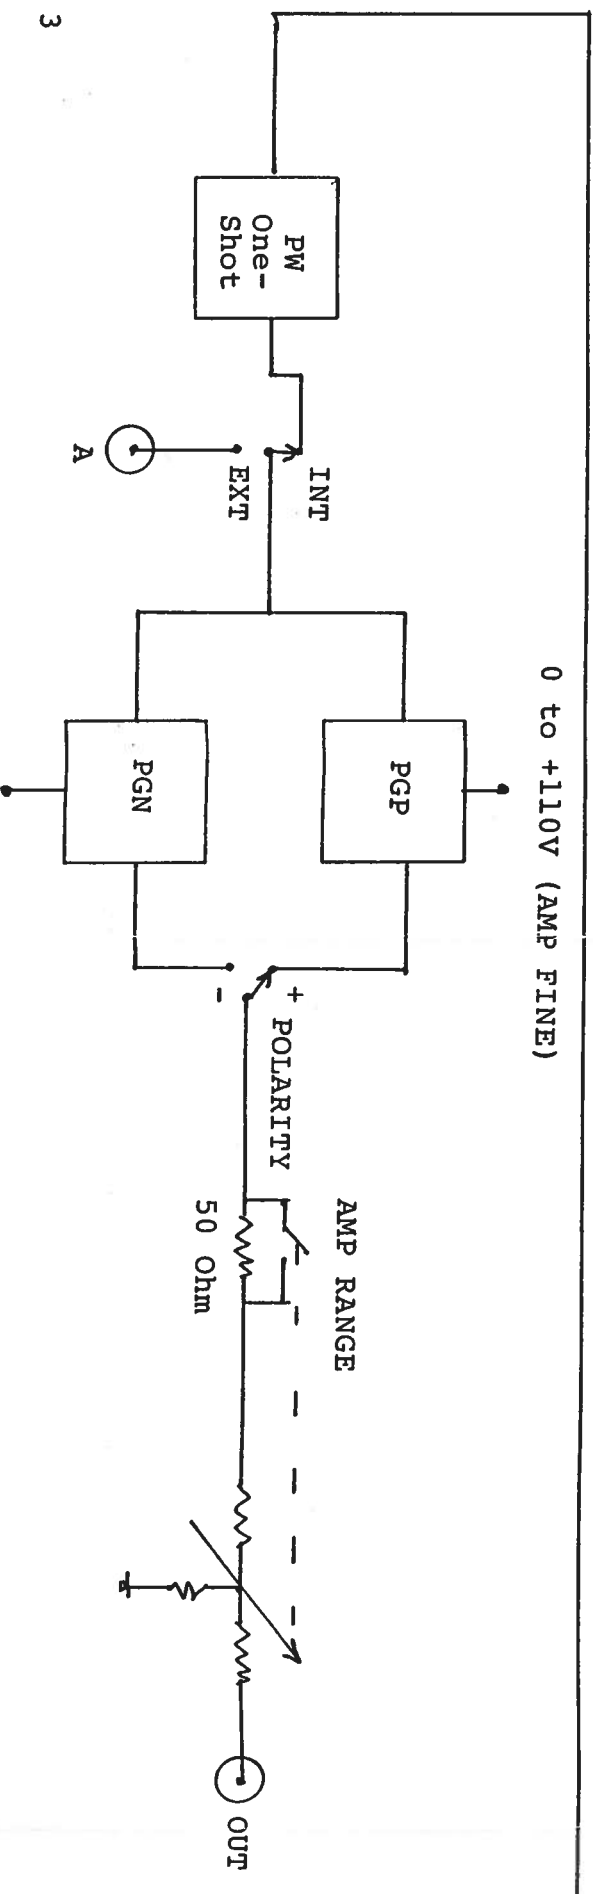 3
PW
One-
Shot
INT
EXT
A
0 to +110V (AMP FINE)
PGP
PGN
+
-
POLARITY
AMP RANGE
50 Ohm
OUT